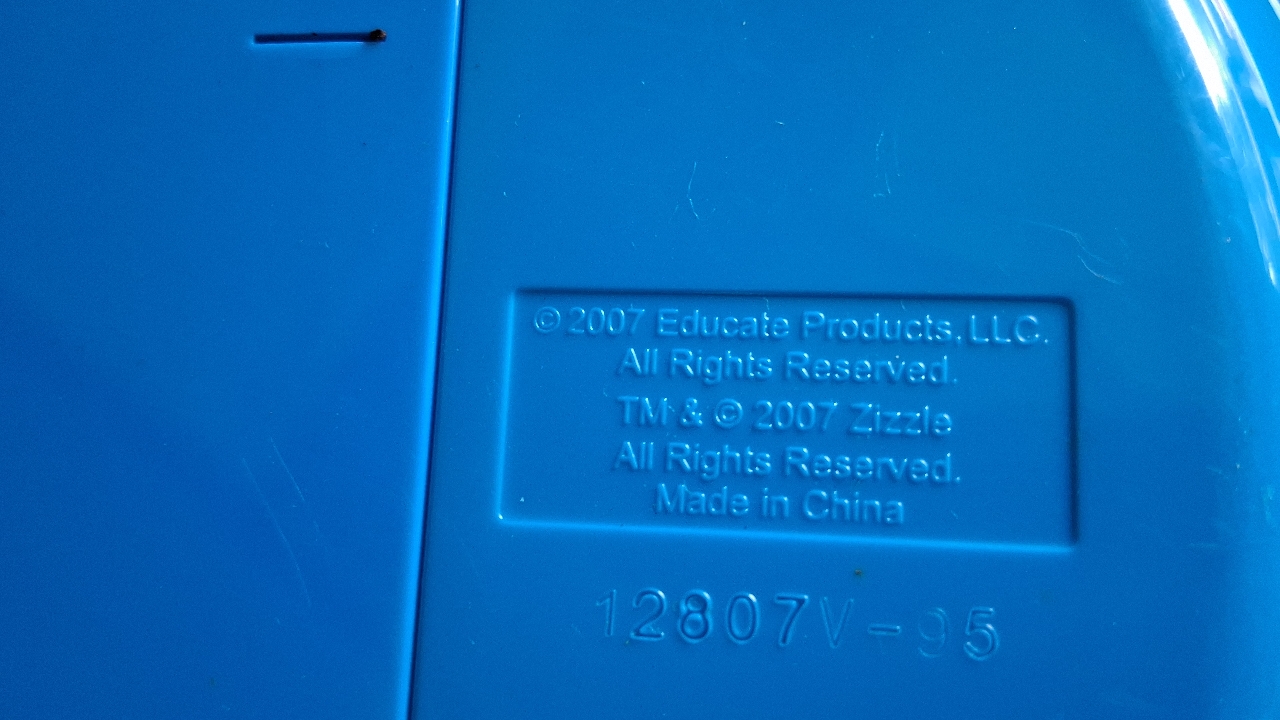 © 2007 Educate Products, LLC.
All Rights Reserved.
TM & © 2007 Zizzle
All Rights Reserved.
Made in China
12807V-95